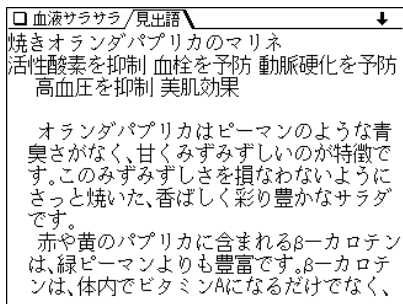 血液サラサラ/見出語
焼きオランダパプリカのマリネ
活性酸素を抑制 血栓を予防 動脈硬化を予防
高血圧を抑制 美肌効果
オランダパプリカはピーマンのような青
臭さがなく、甘くみずみずしいのが特徴で
す。このみずみずしさを損なわないように
さっと焼いた、香ばしく彩り豊かなサラダ
です。
赤や黄のパプリカに含まれるβーカロテン
は、緑ピーマンよりも豊富です。βーカロテ
ンは、体内でビタミンAになるだけでなく、